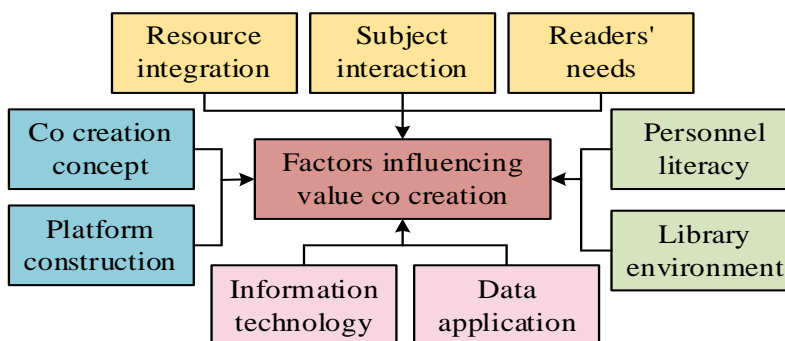 Resource
integration
Subject
interaction
Readers'
needs
Co creation
concept
Factors influencing
value co creation
Personnel
literacy
Platform
construction
Library
environment
Information
technology
Data
application